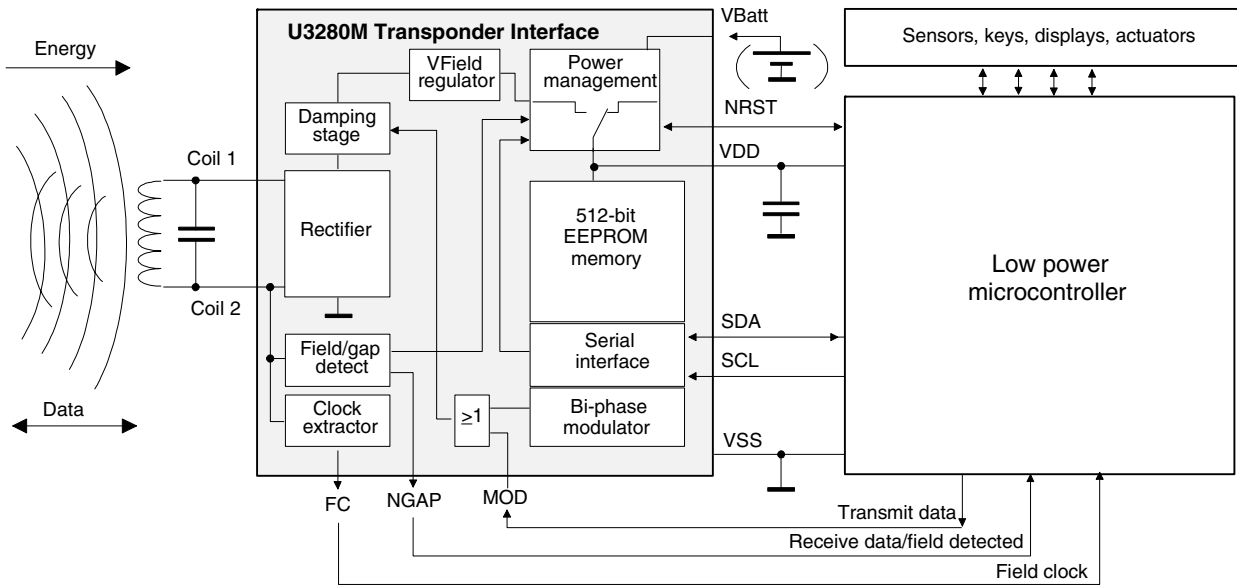 VBatt
U3280M Transponder Interface
Energy
Sensors, keys, displays, actuators
VField
regulator
Power
management
Damping
stage
NRST
VDD
Coil 1
Rectifier
512-bit
EEPROM
memory
Low power
microcontroller
Coil 2
SDA
Field/gap
detect
Serial
interface
SCL
Data
Clock
extractor
≥1
Bi-phase
modulator
VSS
FC
NGAP
MOD
Transmit data
Receive data/field detected
Field clock